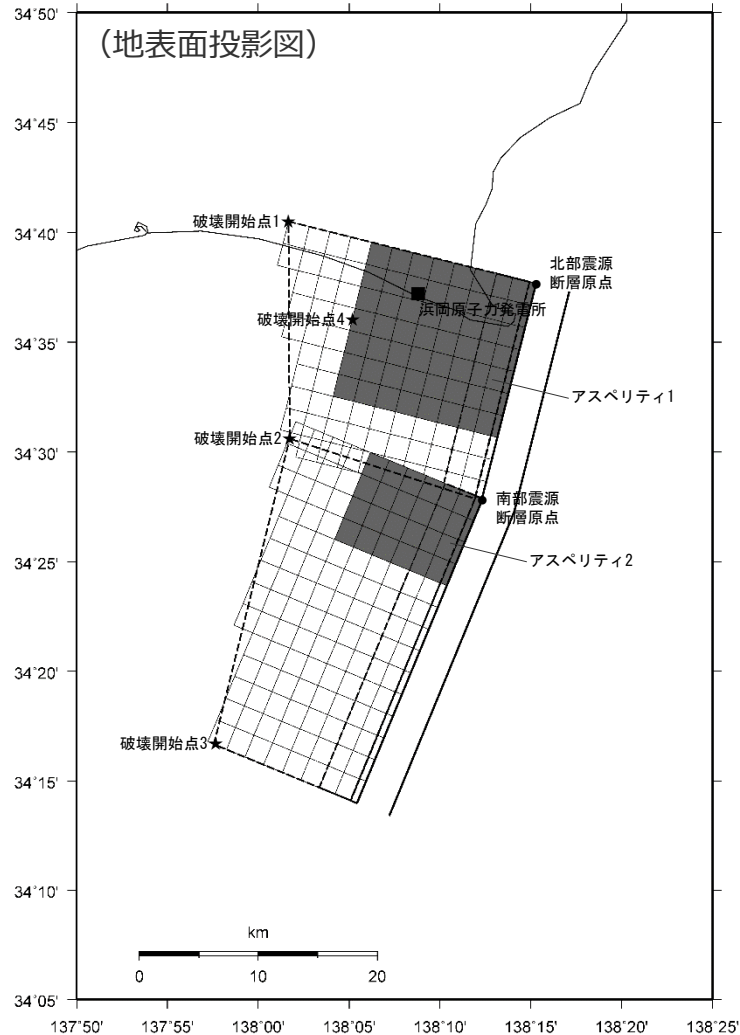 (地表面投影図)
34°50'
34°45'
34°40'
34°35'
34°30'
34°25'
34°20'
34°15'
34°10'
34°05'
破壊開始点1
北部震源
断層原点
浜岡原子力発電所
破壊開始点4
アスペリティ1
破壊開始点2
南部震源
断層原点
アスペリティ2
破壊開始点3
km
0 10 20
137°50' 137°55' 138°00' 138°05' 138°10' 138°15' 138°20' 138°25'